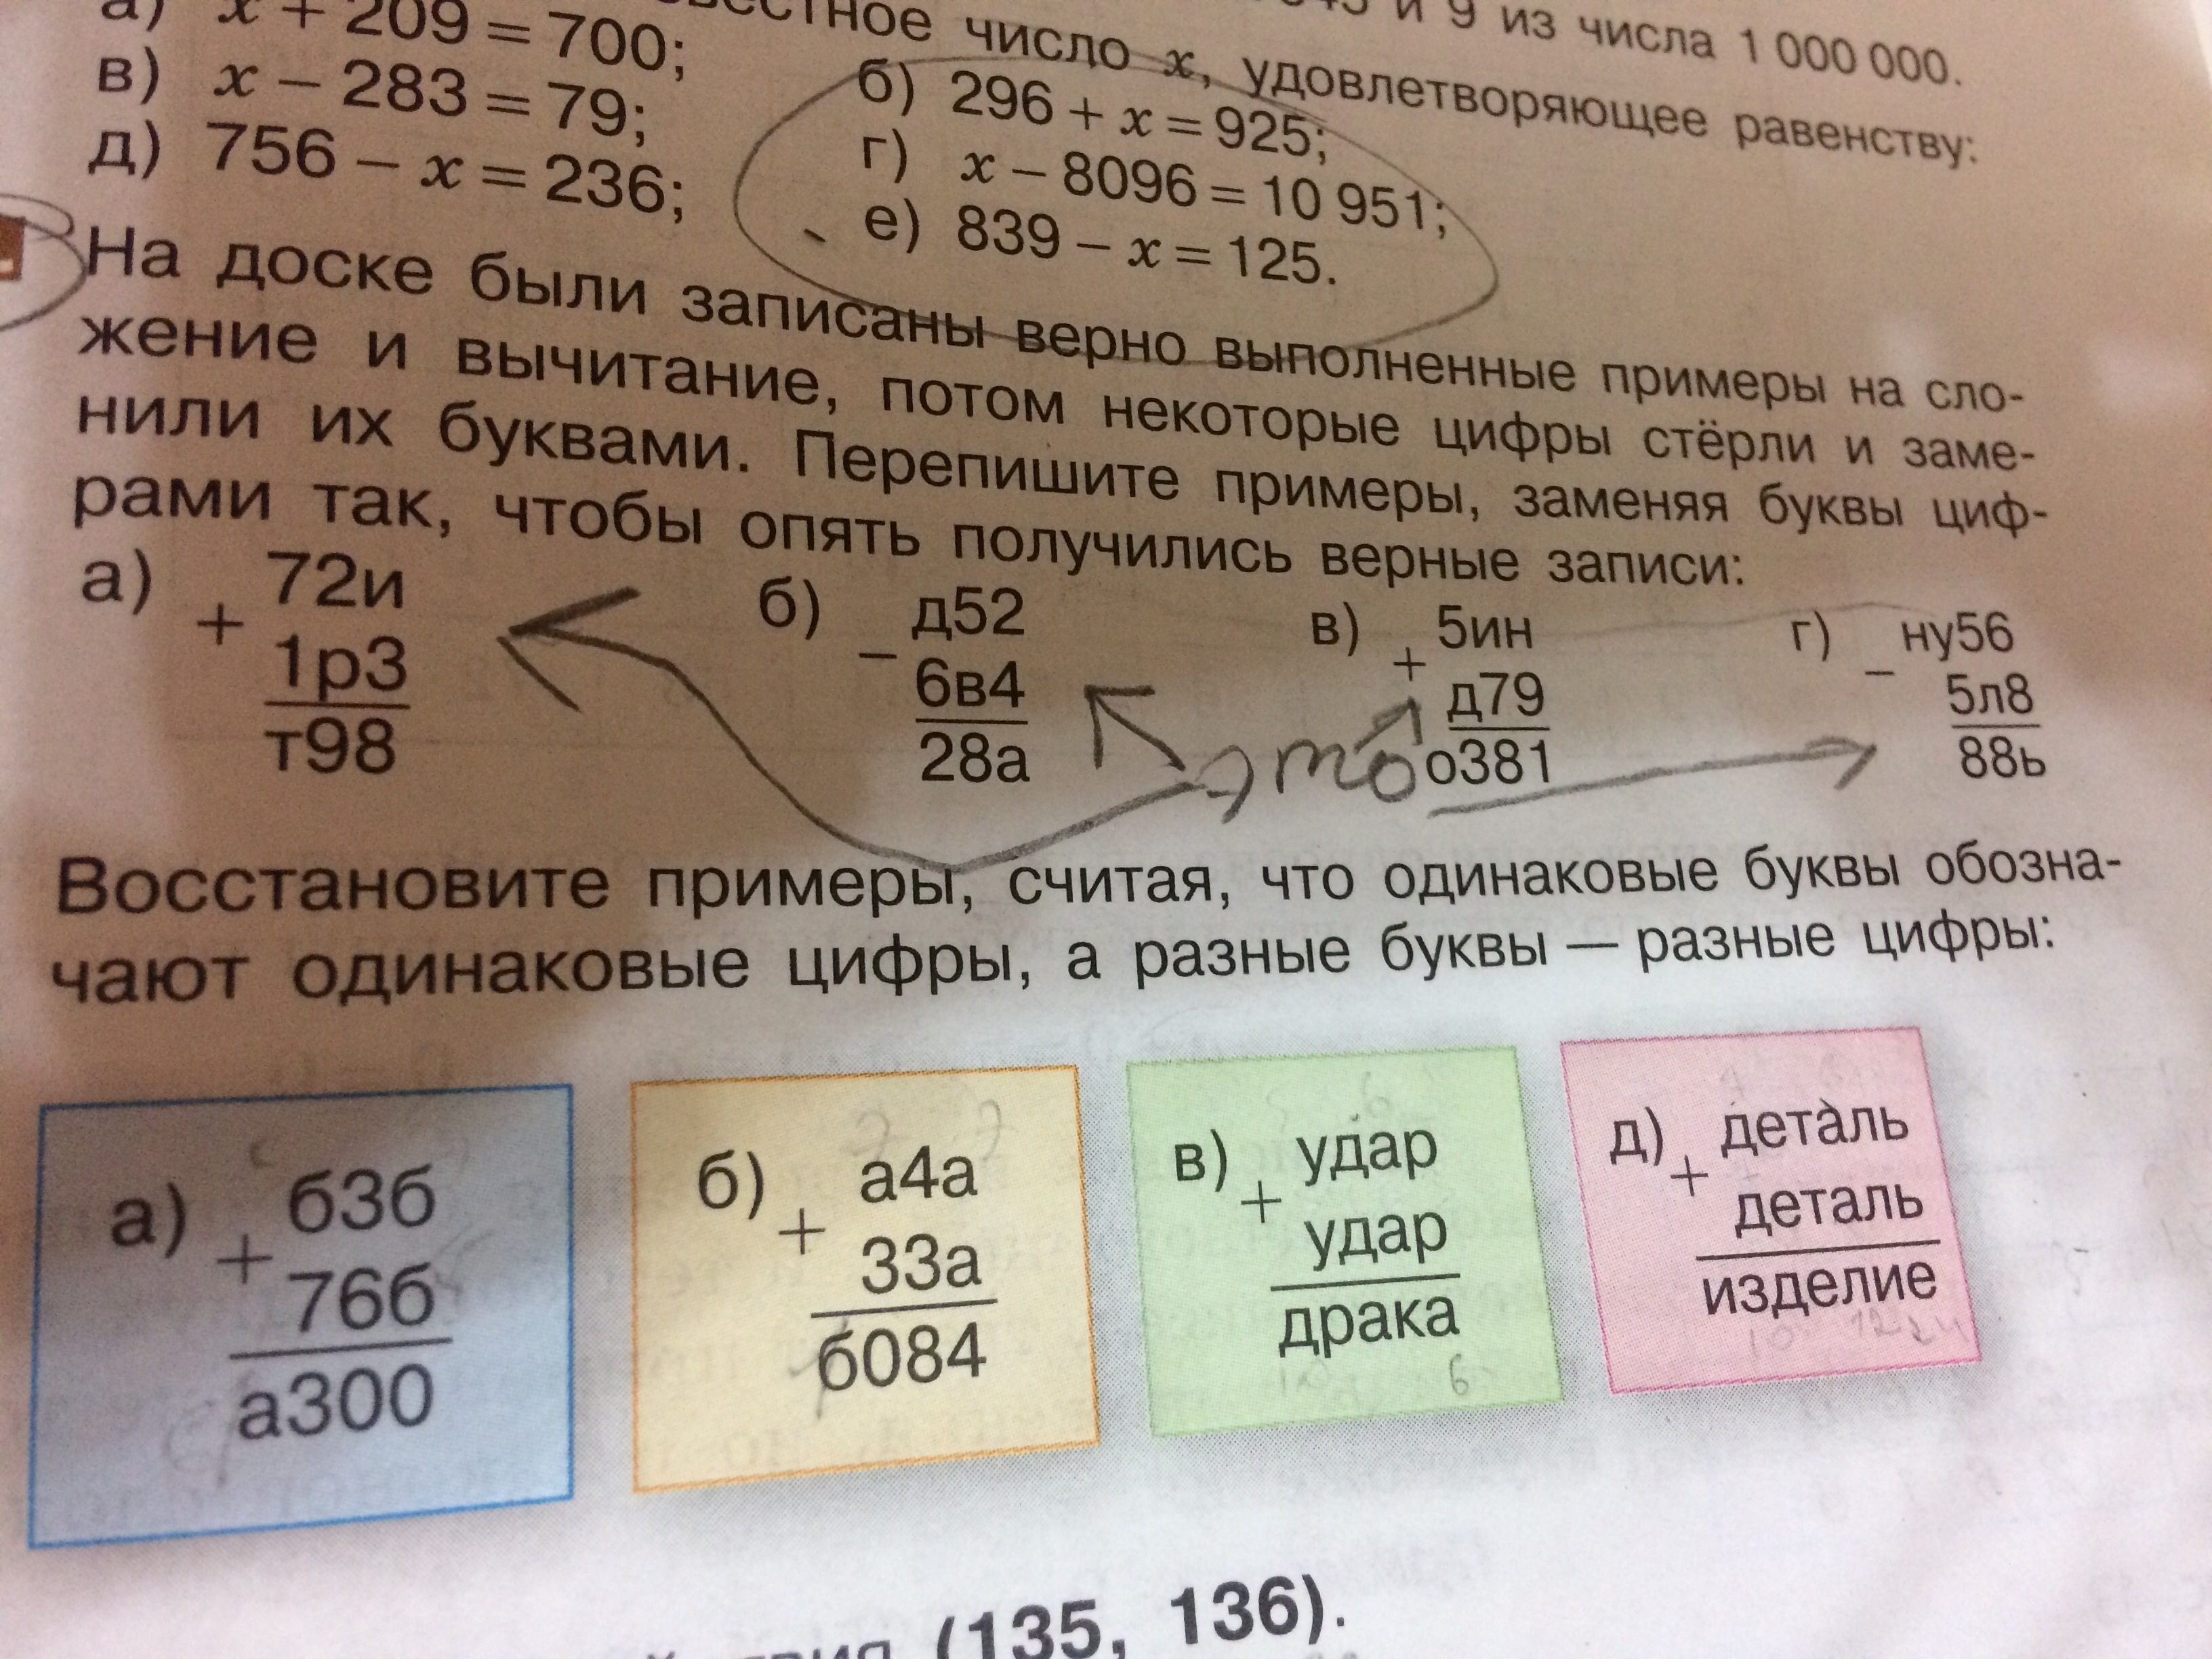 и 9 из числа 1 000 000.
число x, удовлетворяющее равенству:
а) x + 209 = 700;
б) 296 + x = 925;
в) x − 283 = 79;
г) x − 8096 = 10 951;
д) 756 − x = 236;
е) 839 − x = 125.
На доске были записаны верно выполненные примеры на сло-
жение и вычитание, потом некоторые цифры стёрли и заме-
нили их буквами. Перепишите примеры, заменяя буквы циф-
рами так, чтобы опять получились верные записи:
а) + 72и
1р3
т98
б) − д52
6в4
28а
в) + 5ин
д79
о381
г) − ну56
5л8
88ь
это
Восстановите примеры, считая, что одинаковые буквы обозна-
чают одинаковые цифры, а разные буквы — разные цифры:
а) + б3б
76б
а300
б) + а4а
33а
б084
в) + удар
удар
драка
6
д) + деталь
деталь
изделие
(135, 136).